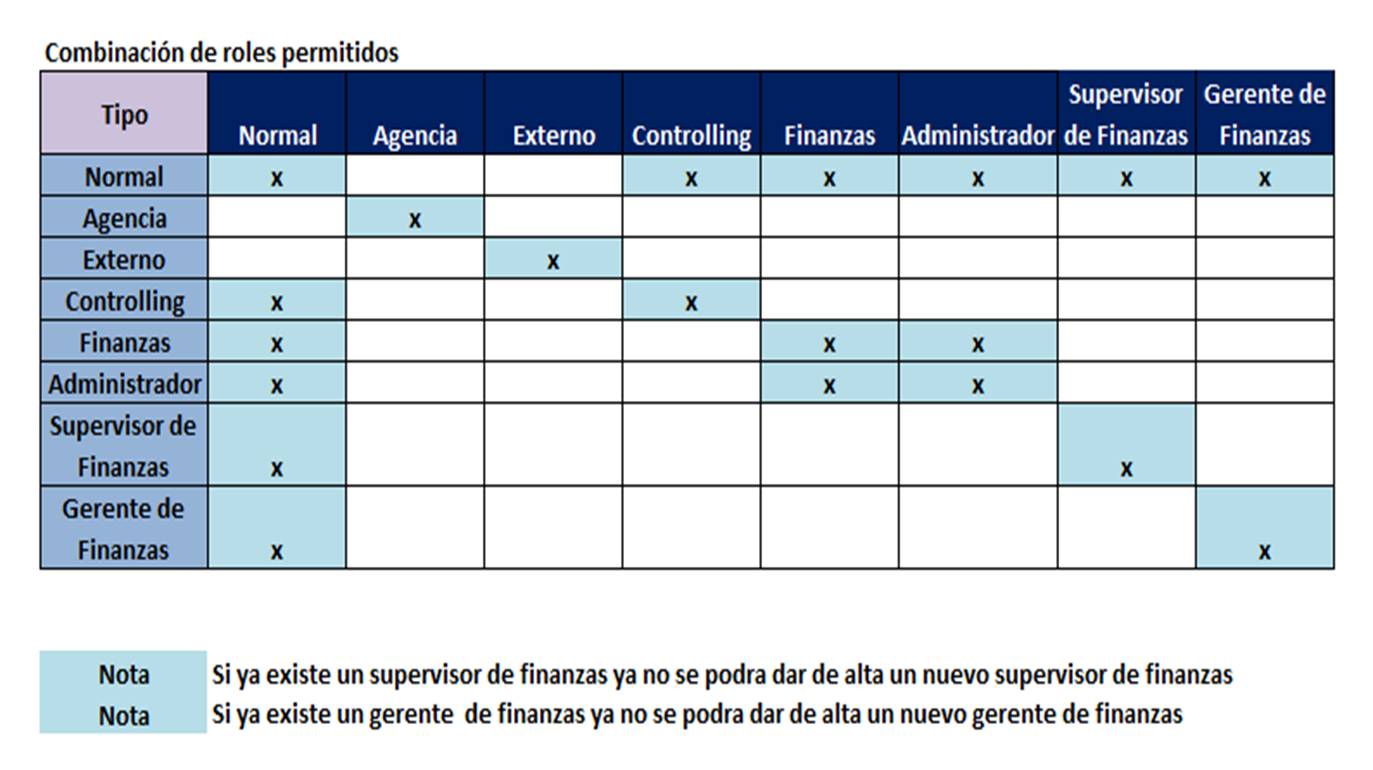 Combinación de roles permitidos
Tipo Normal Agencia Externo Controlling Finanzas Administrador Supervisor de Finanzas Gerente de Finanzas
Normal x x x x x x
Agencia x
Externo x
Controlling x x
Finanzas x x x
Administrador x x x
Supervisor de
Finanzas x x
Gerente de
Finanzas x x
Nota Si ya existe un supervisor de finanzas ya no se podra dar de alta un nuevo supervisor de finanzas
Nota Si ya existe un gerente de finanzas ya no se podra dar de alta un nuevo gerente de finanzas